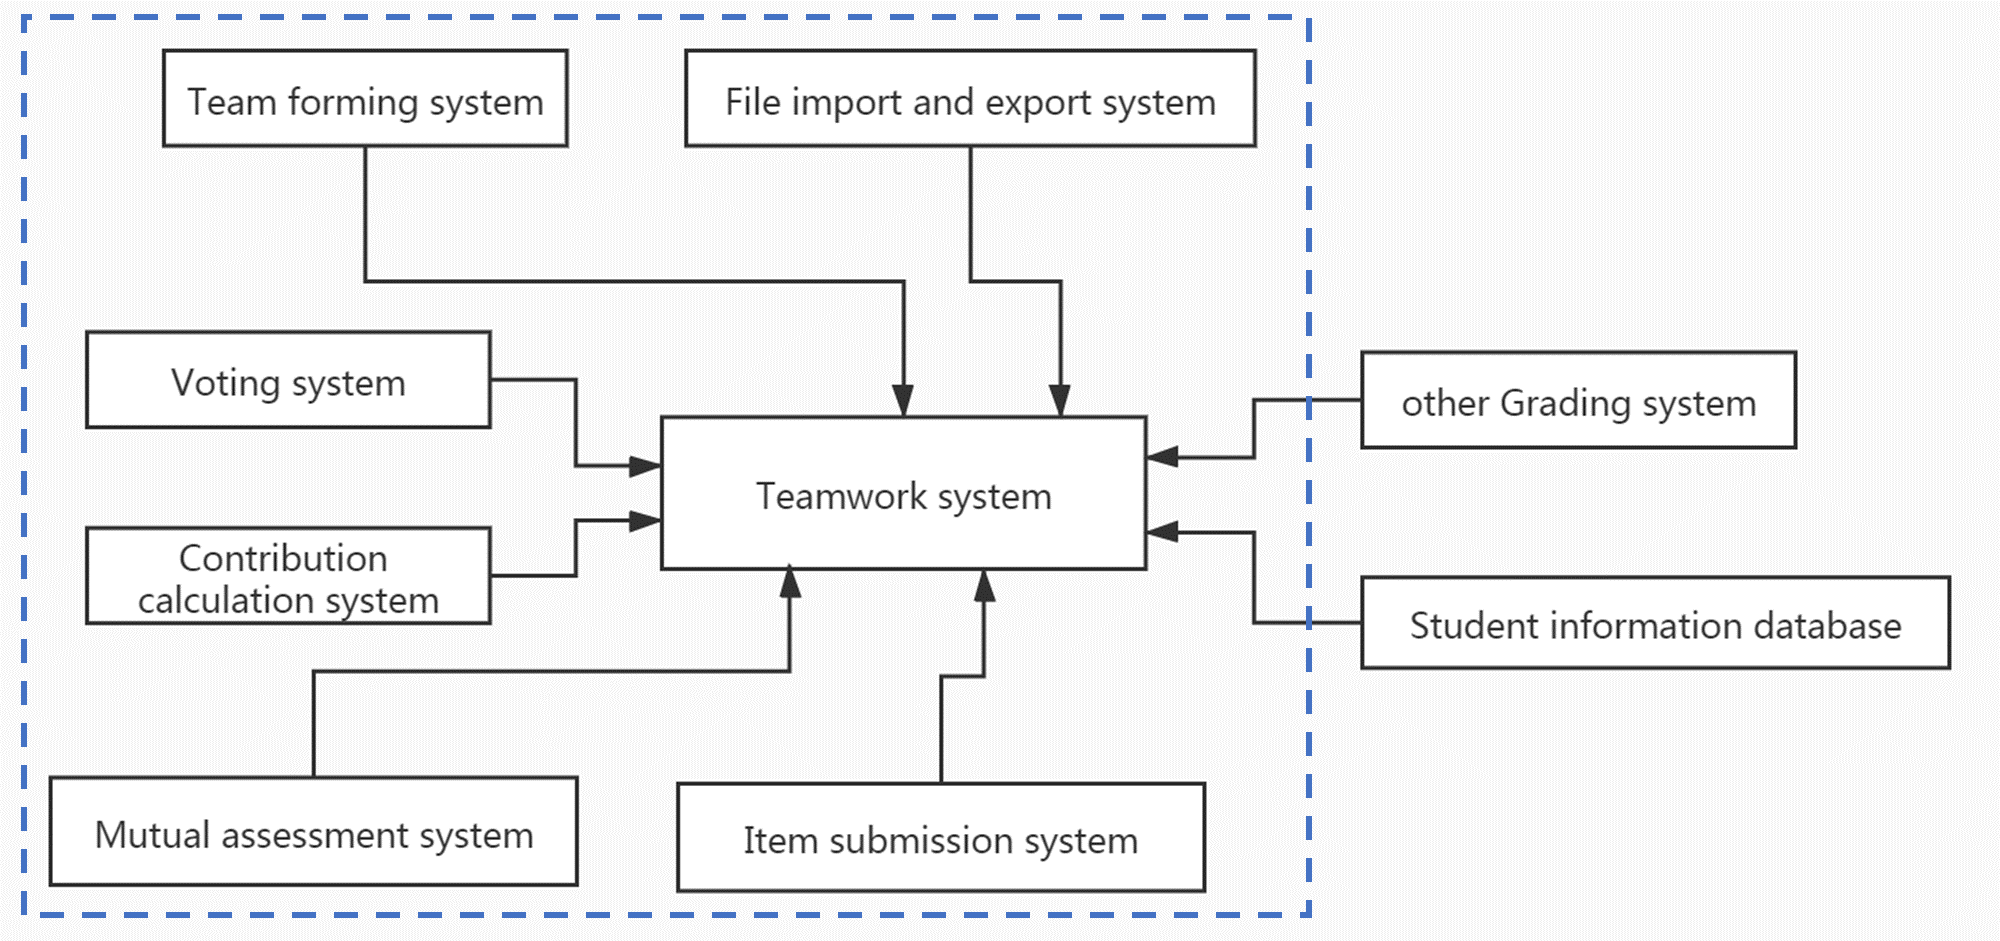 Team forming system
File import and export system
Voting system
other Grading system
Teamwork system
Contribution
calculation system
Student information database
Mutual assessment system
Item submission system